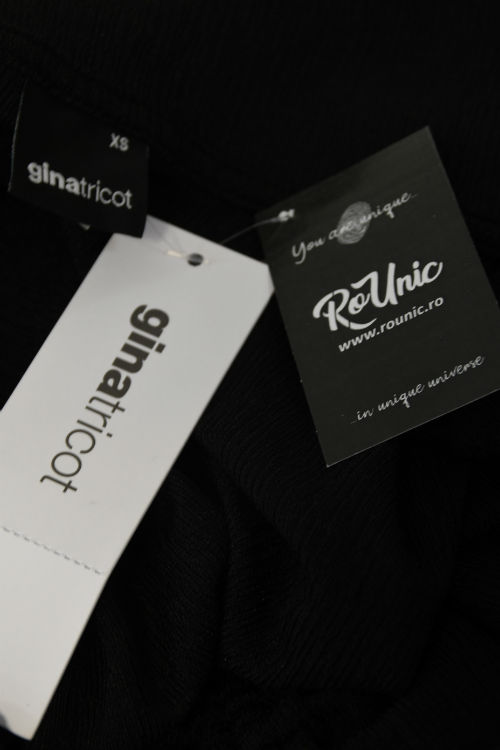 XS
ginatricot
ginatricot
You are unique...
RoUnic
www.rounic.ro
...in unique universe